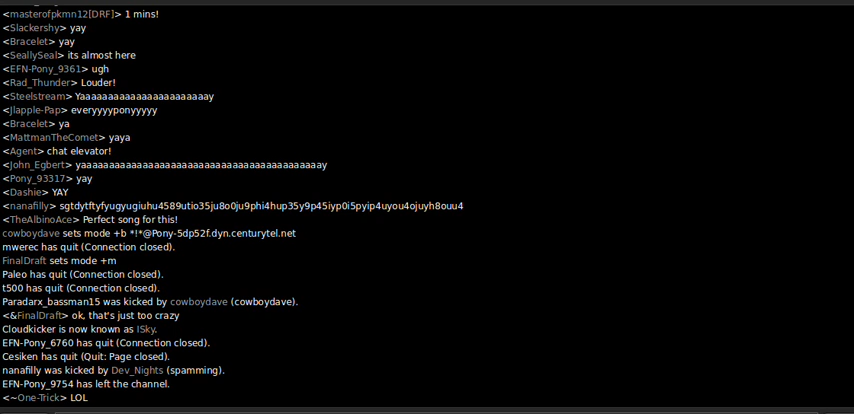 <masterofpkmn12[DRF]> 1 mins!
<Slackershy> yay
<Bracelet> yay
<SeallySeal> its almost here
<EFN-Pony_9361> ugh
<Rad_Thunder> Louder!
<Steelstream> Yaaaaaaaaaaaaaaaaaaaaaaay
<Jlapple-Pap> everyyyyponyyyyy
<Bracelet> ya
<MattmanTheComet> yaya
<Agent> chat elevator!
<John_Egbert> yaaaaaaaaaaaaaaaaaaaaaaaaaaaaaaaaaaaaaaaaaaay
<Pony_93317> yay
<Dashie> YAY
<nanafilly> sgtdytftyfyugyugiuhu4589utio35ju8o0ju9phi4hup35y9p45iyp0i5pyip4uyou4ojuyh8ouu4
<TheAlbinoAce> Perfect song for this!
cowboydave sets mode +b *!*@Pony-5dp52f.dyn.centurytel.net
mwerec has quit (Connection closed).
FinalDraft sets mode +m
Paleo has quit (Connection closed).
t500 has quit (Connection closed).
Paradarx_bassman15 was kicked by cowboydave (cowboydave).
<&FinalDraft> ok, that's just too crazy
Cloudkicker is now known as ISky.
EFN-Pony_6760 has quit (Connection closed).
Cesiken has quit (Quit: Page closed).
nanafilly was kicked by Dev_Nights (spamming).
EFN-Pony_9754 has left the channel.
<~One-Trick> LOL